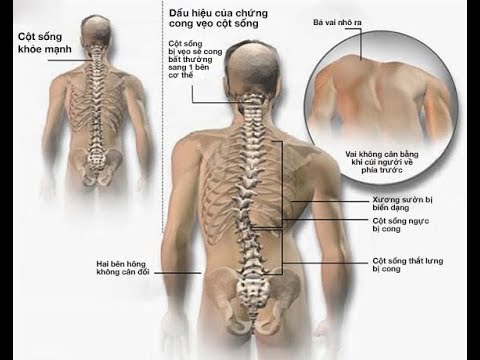 Cột sống
khỏe mạnh
Dấu hiệu của chứng
cong vẹo cột sống
Cột sống
bị vẹo sẽ cong
bất thường
sang 1 bên
cơ thể
Bả vai nhô ra
Vai không cân bằng
khi cúi người về
phía trước
Xương sườn bị
biến dạng
Cột sống ngực
bị cong
Cột sống thắt lưng
bị cong
Hai bên hông
không cân đối